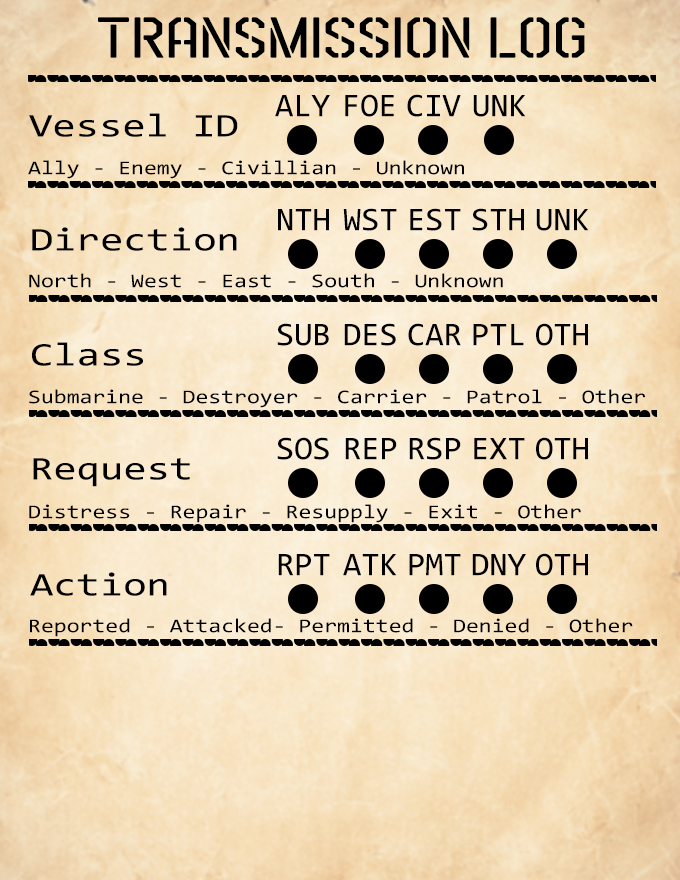 TRANSMISSION LOG
ALY FOE CIV UNK
Vessel ID
Ally - Enemy - Civillian - Unknown
NTH WST EST STH UNK
Direction
North - West - East - South - Unknown
SUB DES CAR PTL OTH
Class
Submarine - Destroyer - Carrier - Patrol - Other
SOS REP RSP EXT OTH
Request
Distress - Repair - Resupply - Exit - Other
RPT ATK PMT DNY OTH
Action
Reported - Attacked- Permitted - Denied - Other